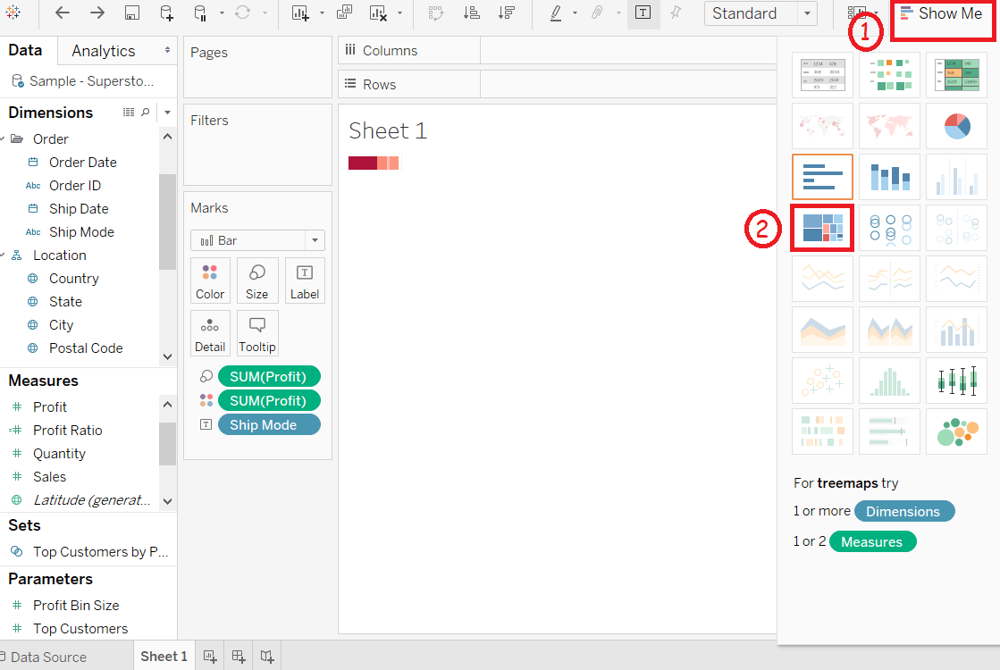 Standard
Show Me
1
Data
Analytics
Sample - Supersto...
Dimensions
Order
Order Date
Abc Order ID
Ship Date
Abc Ship Mode
Location
Country
State
City
Postal Code
Measures
Profit
Profit Ratio
Quantity
Sales
Latitude (generat...
Sets
Top Customers by P...
Parameters
Profit Bin Size
Top Customers
Pages
Filters
Marks
Bar
Color
Size
Label
Detail
Tooltip
SUM(Profit)
SUM(Profit)
Ship Mode
Columns
Rows
Sheet 1
2
For treemaps try
1 or more Dimensions
1 or 2 Measures
Data Source
Sheet 1